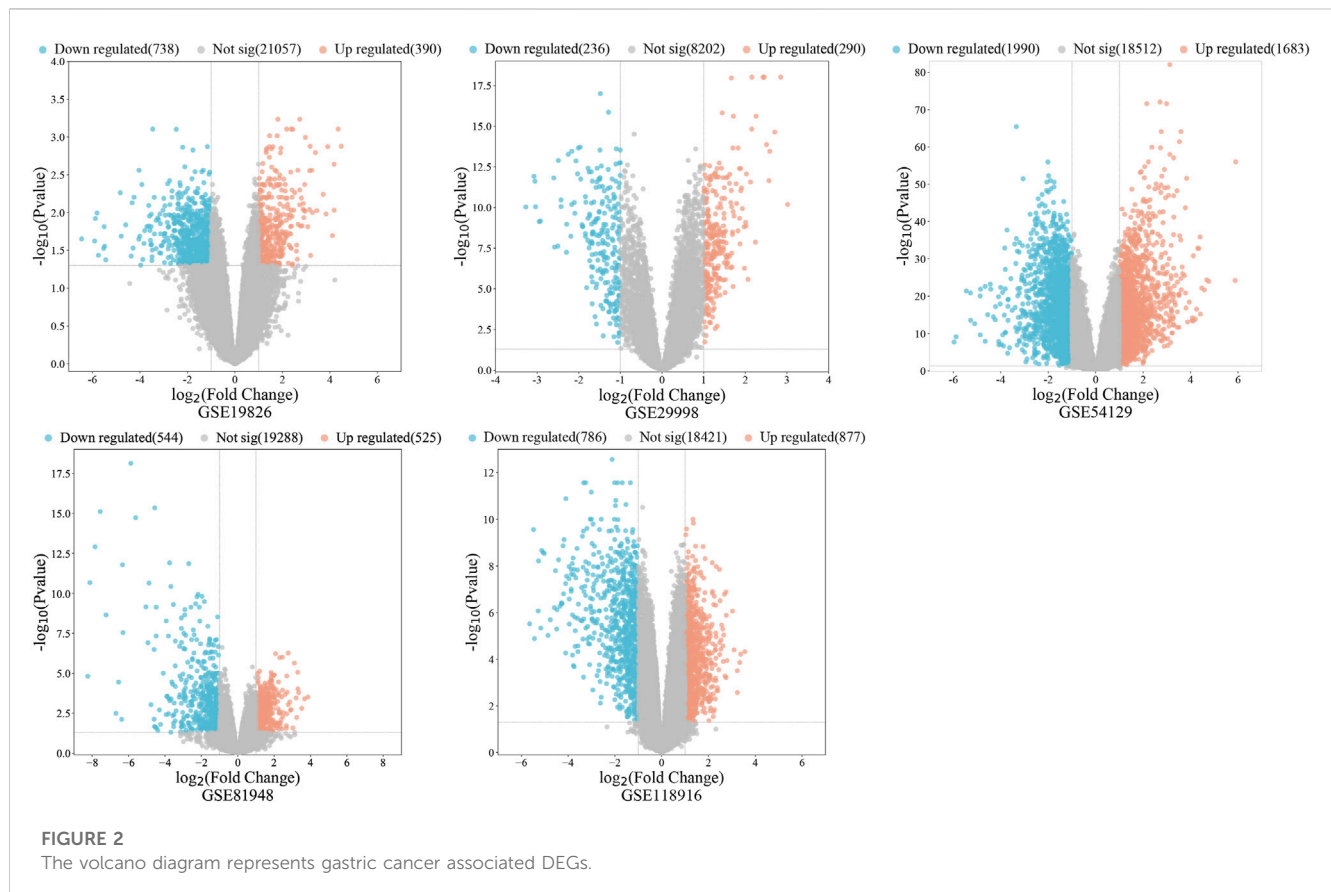 Down regulated(738) Not sig(21057) Up regulated(390)
4.0
3.5
3.0
2.5
2.0
1.5
1.0
0.5
0.0
-log10(Pvalue)
−6 −4 −2 0 2 4 6
log2(Fold Change)
GSE19826
Down regulated(236) Not sig(8202) Up regulated(290)
17.5
15.0
12.5
10.0
7.5
5.0
2.5
0.0
-log10(Pvalue)
−4 −3 −2 −1 0 1 2 3 4
log2(Fold Change)
GSE29998
Down regulated(1990) Not sig(18512) Up regulated(1683)
80
70
60
50
40
30
20
10
0
-log10(Pvalue)
−6 −4 −2 0 2 4 6
log2(Fold Change)
GSE54129
Down regulated(544) Not sig(19288) Up regulated(525)
17.5
15.0
12.5
10.0
7.5
5.0
2.5
0.0
-log10(Pvalue)
−8 −6 −4 −2 0 2 4 6 8
log2(Fold Change)
GSE81948
Down regulated(786) Not sig(18421) Up regulated(877)
12
10
8
6
4
2
0
-log10(Pvalue)
−6 −4 −2 0 2 4 6
log2(Fold Change)
GSE118916
FIGURE 2
The volcano diagram represents gastric cancer associated DEGs.